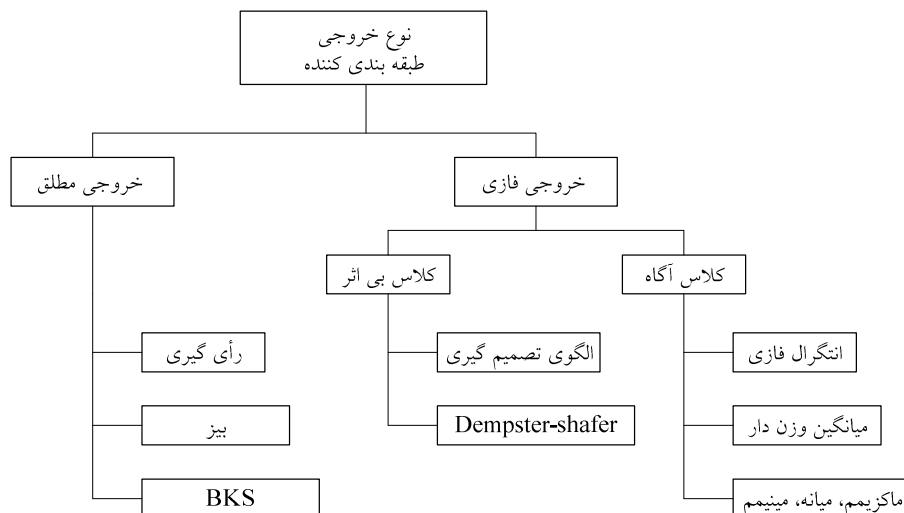 نوع خروجی
طبقه بندی کننده
خروجی فازی
خروجی مطلق
کلاس آگاه
کلاس بی اثر
انتگرال فازی
الگوی تصمیم گیری
رأی گیری
میانگین وزن دار
Dempster-shafer
بیز
ماکزیمم، میانه، مینیمم
BKS